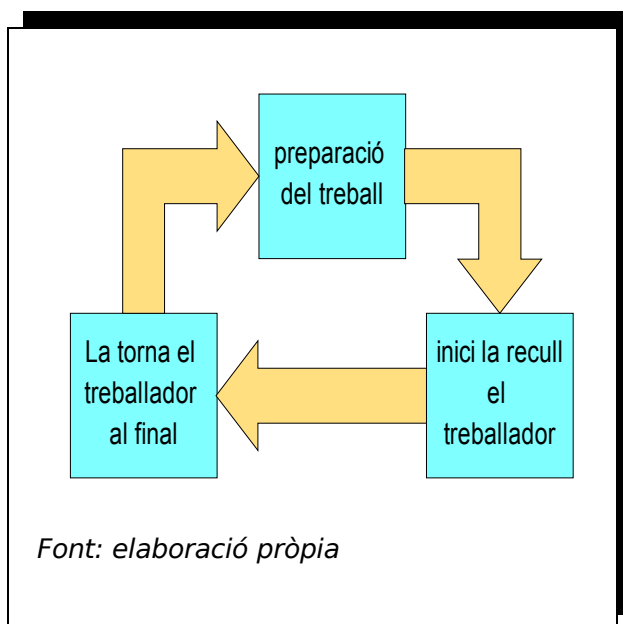 preparació
del treball
La torna el
treballador
al final
inici la recull
el
treballador
Font: elaboració pròpia